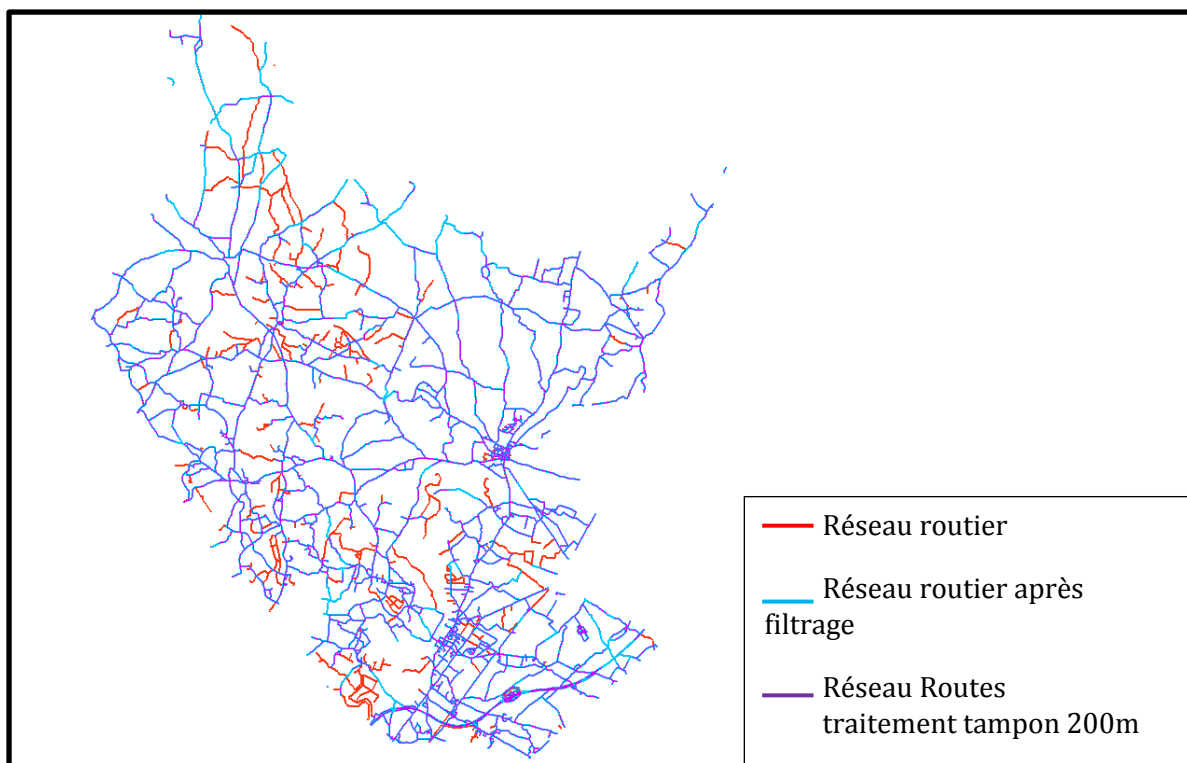 Réseau routier
Réseau routier après
filtrage
Réseau Routes
traitement tampon 200m